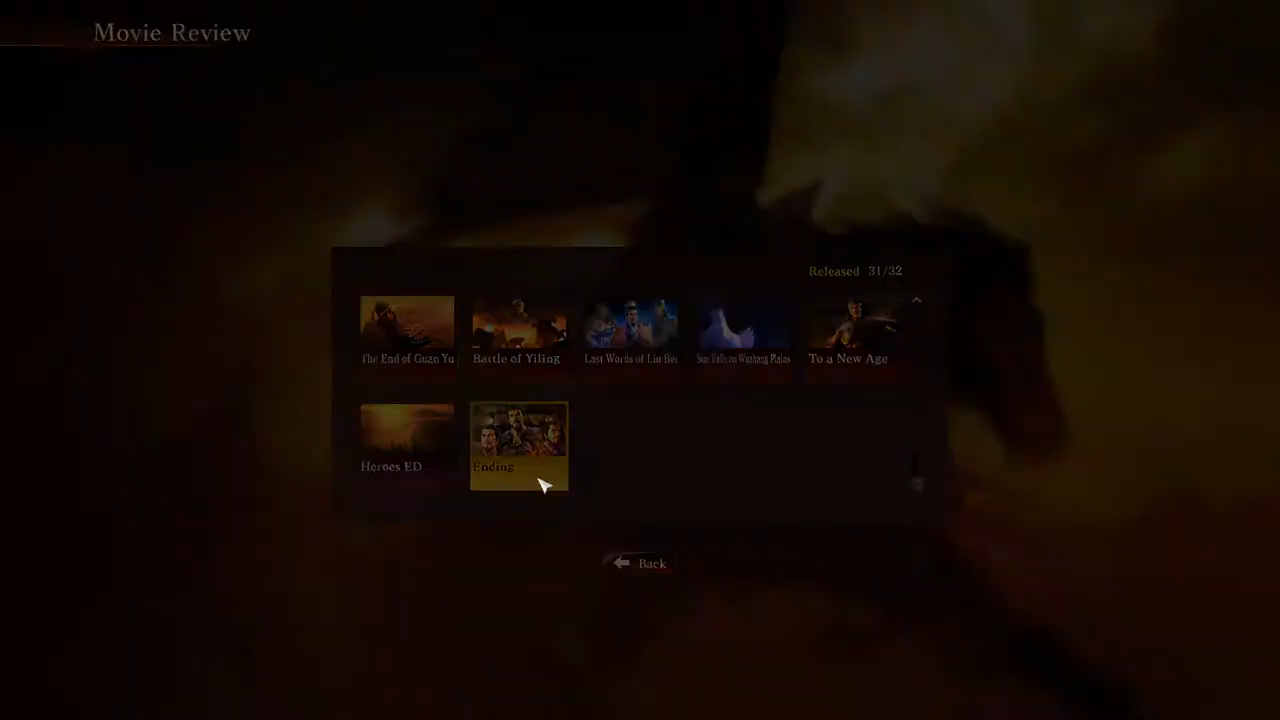 Movie Review
Released 31/32
The End of Guan Yu
Battle of Yiling
Last Words of Liu Bei
Star Falls on Wuzhang Plains
To a New Age
Heroes ED
Ending
Back